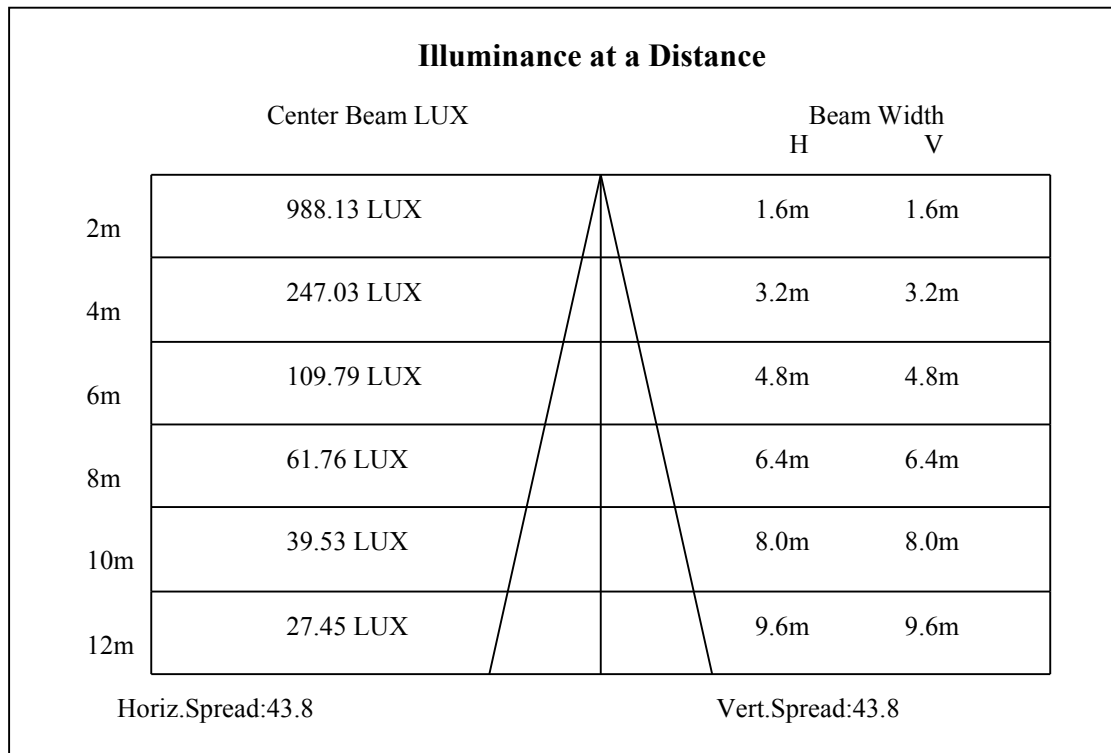 Illuminance at a Distance
Center Beam LUX Beam Width
H V
988.13 LUX 1.6m 1.6m
2m
247.03 LUX 3.2m 3.2m
4m
109.79 LUX 4.8m 4.8m
6m
61.76 LUX 6.4m 6.4m
8m
39.53 LUX 8.0m 8.0m
10m
27.45 LUX 9.6m 9.6m
12m
Horiz.Spread:43.8 Vert.Spread:43.8